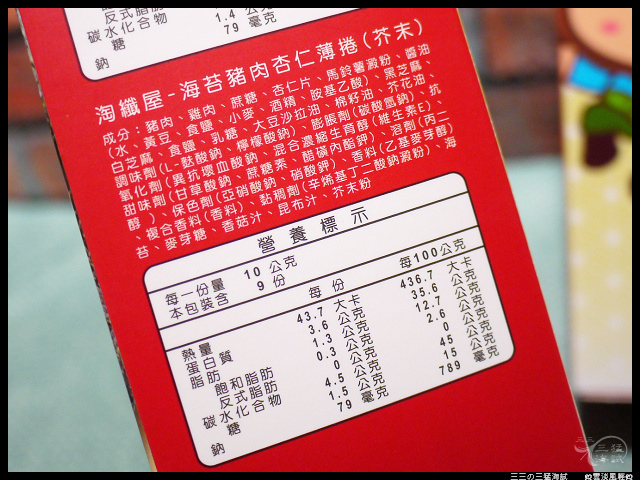 反式脂肪
碳水化合物
糖
鈉
1.4 公克
79 毫克
淘纖屋-海苔豬肉杏仁薄捲(芥末)
成分：豬肉、雞肉、蔗糖、杏仁片、馬鈴薯澱粉、醬油
(水、黃豆、食鹽、小麥、酒精、胺基乙酸)、黑芝麻、
白芝麻、食鹽、乳糖、大豆沙拉油、棉籽油、芥花油、
調味劑(L-麩酸鈉、檸檬酸鈉)、膨脹劑(碳酸氫鈉)、抗
氧化劑(異抗壞血酸鈉、混合濃縮生育醇(維生素E)、
甜味劑(甘草酸鈉、蔗糖素、醋磺內酯鉀)、溶劑(丙二
醇)、保色劑(亞硝酸鈉、硝酸鉀)、香料(乙基麥芽醇)
、複合香料(香料)、黏稠劑(辛烯基丁二酸鈉澱粉)、海
苔、麥芽糖、香菇汁、昆布汁、芥末粉
營養標示
每一份量 10 公克
本包裝含 9 份
每份 每100公克
熱量 43.7 大卡 436.7 大卡
蛋白質 3.6 公克 35.6 公克
脂肪 1.3 公克 12.7 公克
飽和脂肪 0.3 公克 2.6 公克
反式脂肪 0 公克 0 公克
碳水化合物 4.5 公克 45 公克
糖 1.5 公克 15 公克
鈉 79 毫克 789 毫克
三三の三猛海試
雲淡風輕